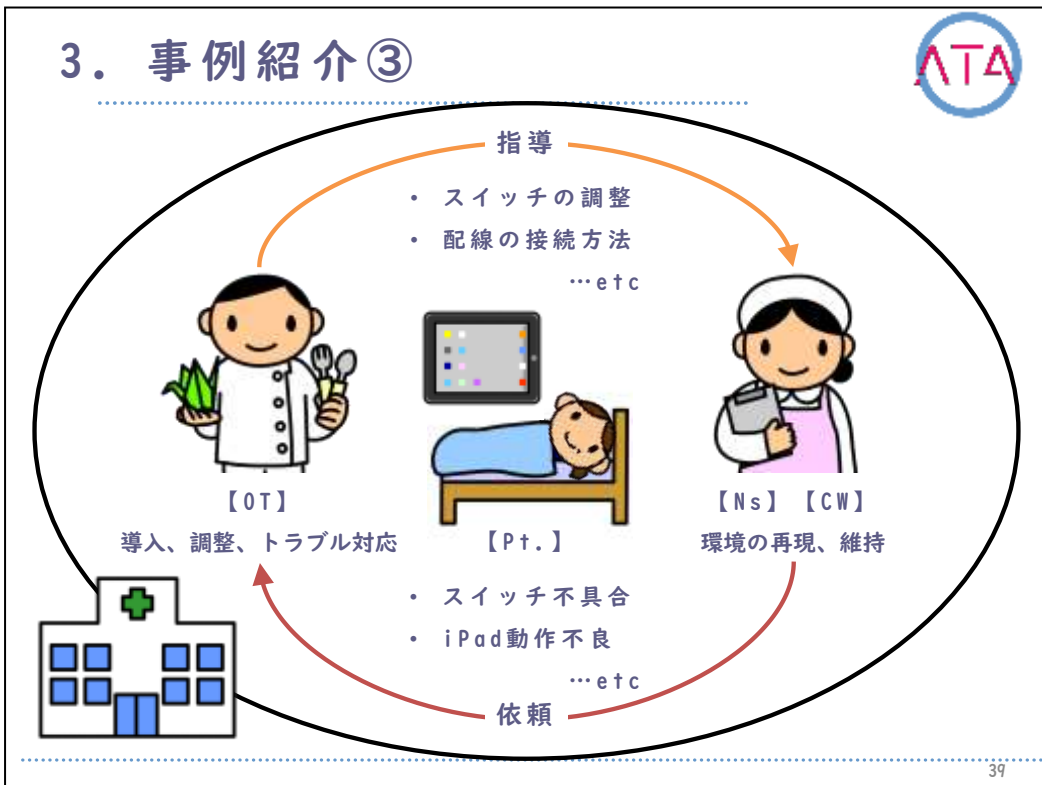 3. 事例紹介③
ATA
指導
・ スイッチの調整
・ 配線の接続方法
…etc
【OT】
導入、調整、トラブル対応
【Pt.】
【Ns】【CW】
環境の再現、維持
・ スイッチ不具合
・ iPad動作不良
…etc
依頼
39